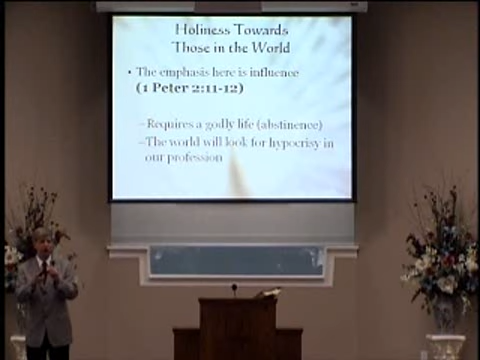 Holiness Towards
Those in the World
• The emphasis here is influence
(1 Peter 2:11-12)
–Requires a godly life (abstinence)
–The world will look for hypocrisy in
our profession